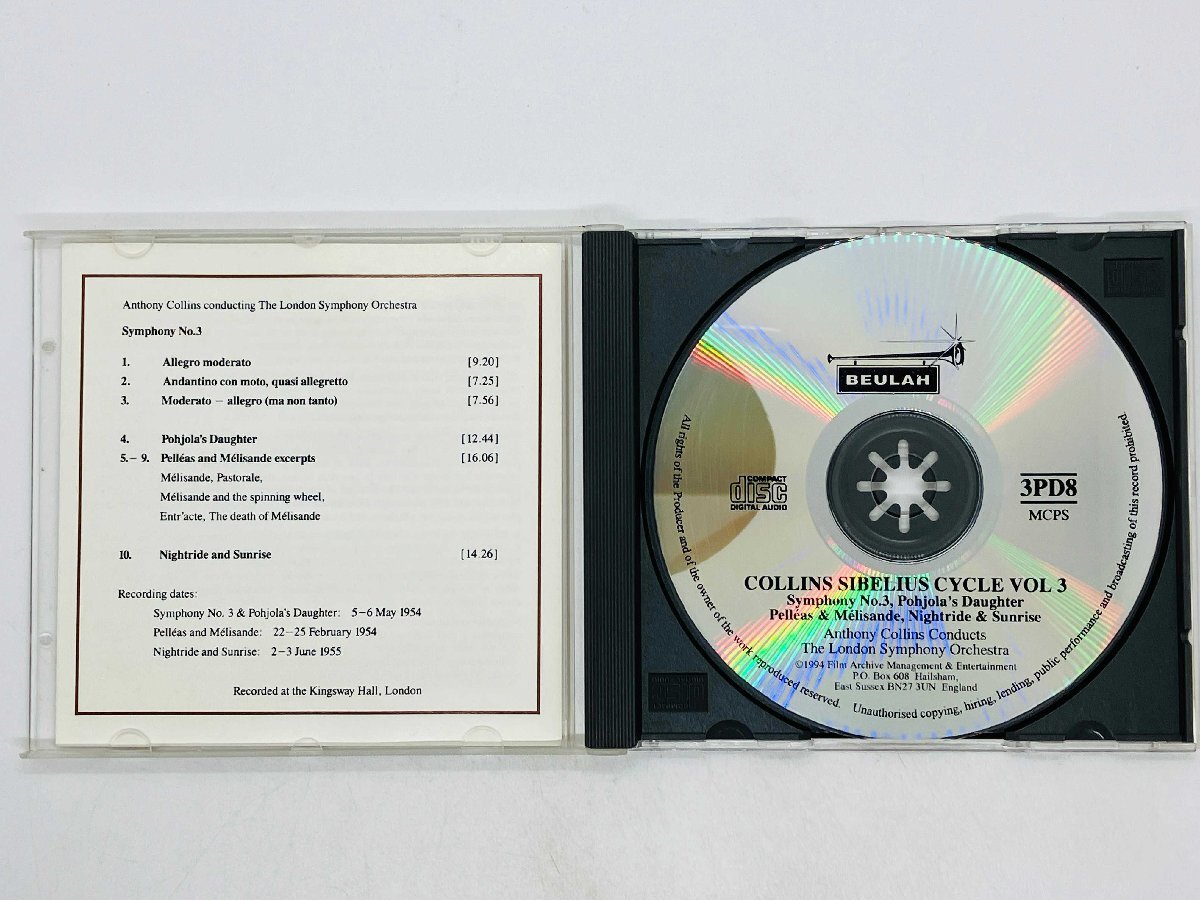 Anthony Collins conducting The London Symphony Orchestra
Symphony No.3
1. Allegro moderato [9.20]
2. Andantino con moto, quasi allegretto [7.25]
3. Moderato – allegro (ma non tanto) [7.56]
4. Pohjola's Daughter [12.44]
5.– 9. Pelléas and Mélisande excerpts [16.06]
Mélisande, Pastorale,
Mélisande and the spinning wheel,
Entr'acte, The death of Mélisande
10. Nightride and Sunrise [14.26]
Recording dates:
Symphony No. 3 & Pohjola's Daughter: 5–6 May 1954
Pelléas and Mélisande: 22–25 February 1954
Nightride and Sunrise: 2–3 June 1955
Recorded at the Kingsway Hall, London
BEULAH
COMPACT
disc
DIGITAL AUDIO
3PD8
MCPS
COLLINS SIBELIUS CYCLE VOL 3
Symphony No.3, Pohjola's Daughter
Pelléas & Mélisande, Nightride & Sunrise
Anthony Collins Conducts
The London Symphony Orchestra
©1994 Film Archive Management & Entertainment
P.O. Box 608 Hailsham,
East Sussex BN27 3UN England
All rights of the Producer and of the owner of the work reproduced reserved. Unauthorised copying, hiring, lending, public performance and broadcasting of this record prohibited